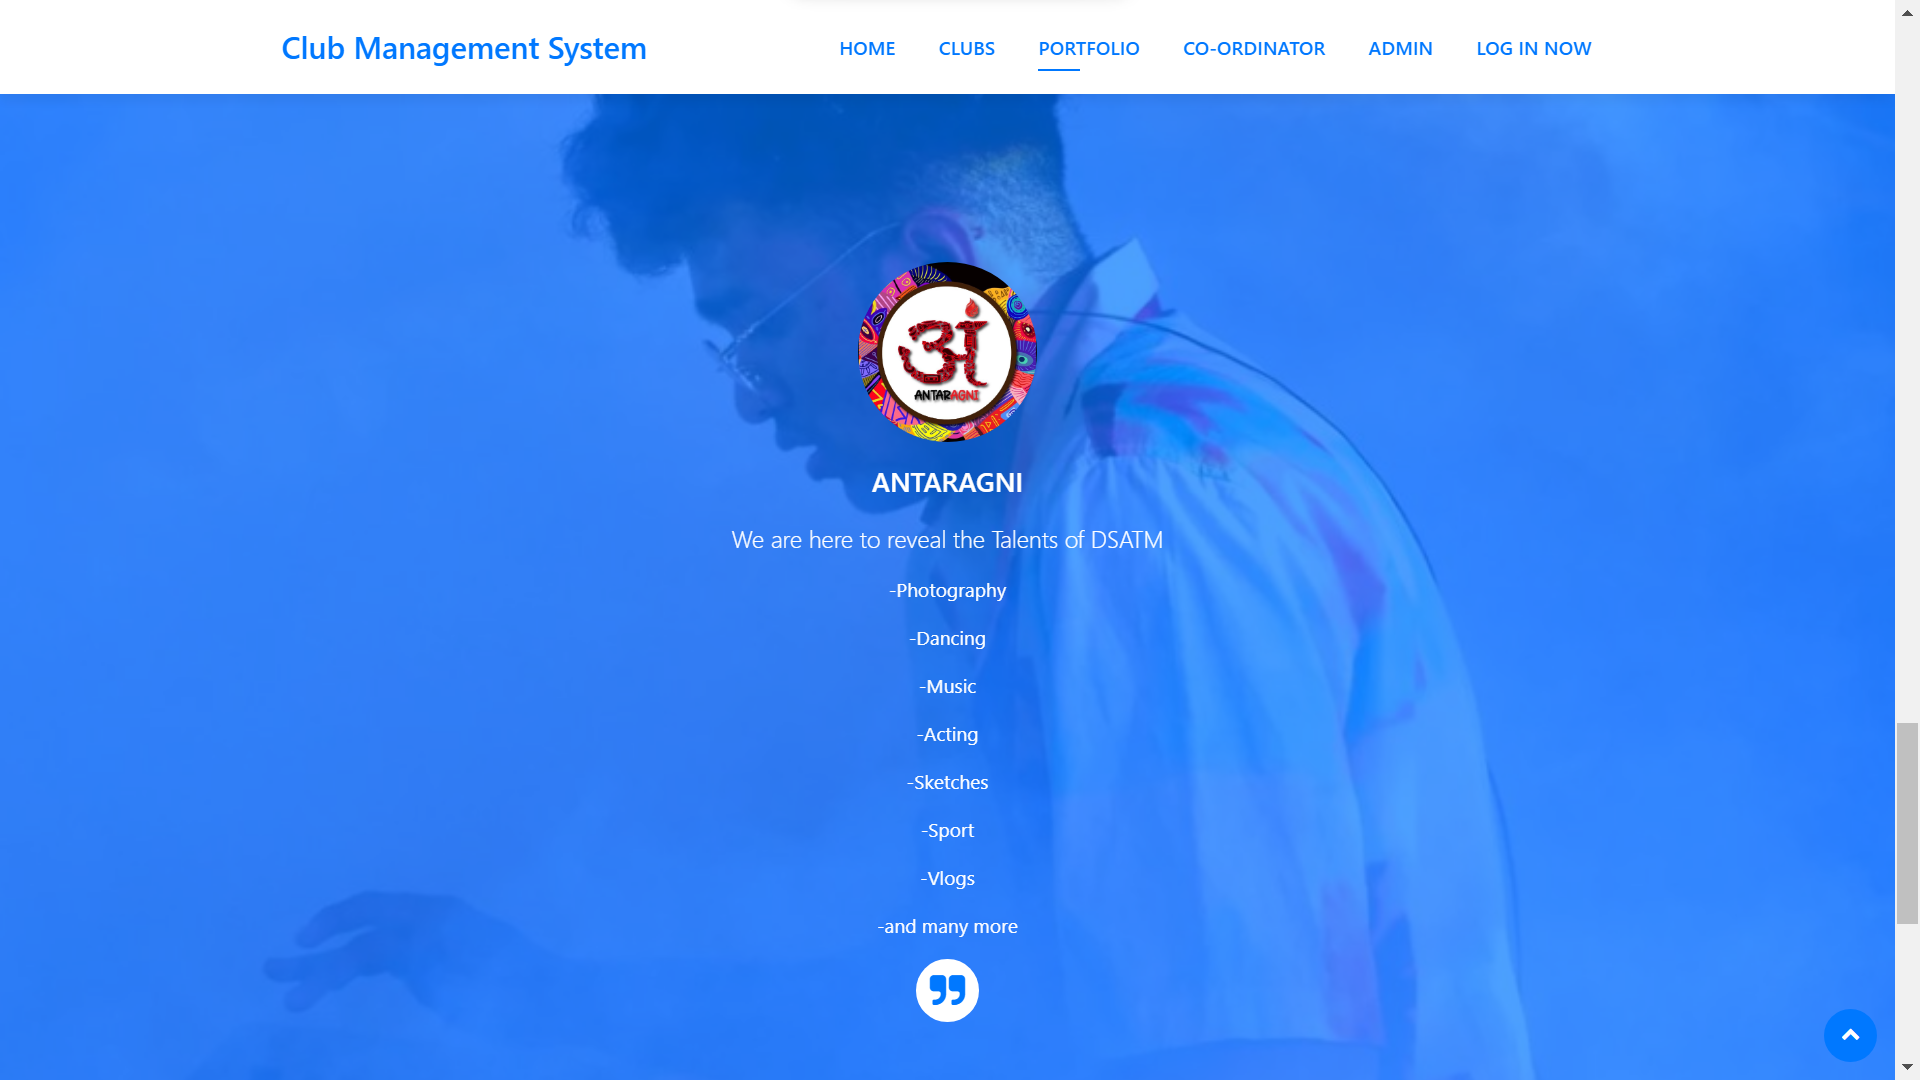 Club Management System
HOME
CLUBS
PORTFOLIO
CO-ORDINATOR
ADMIN
LOG IN NOW
अं
ANTARAGNI
ANTARAGNI
We are here to reveal the Talents of DSATM
-Photography
-Dancing
-Music
-Acting
-Sketches
-Sport
-Vlogs
-and many more